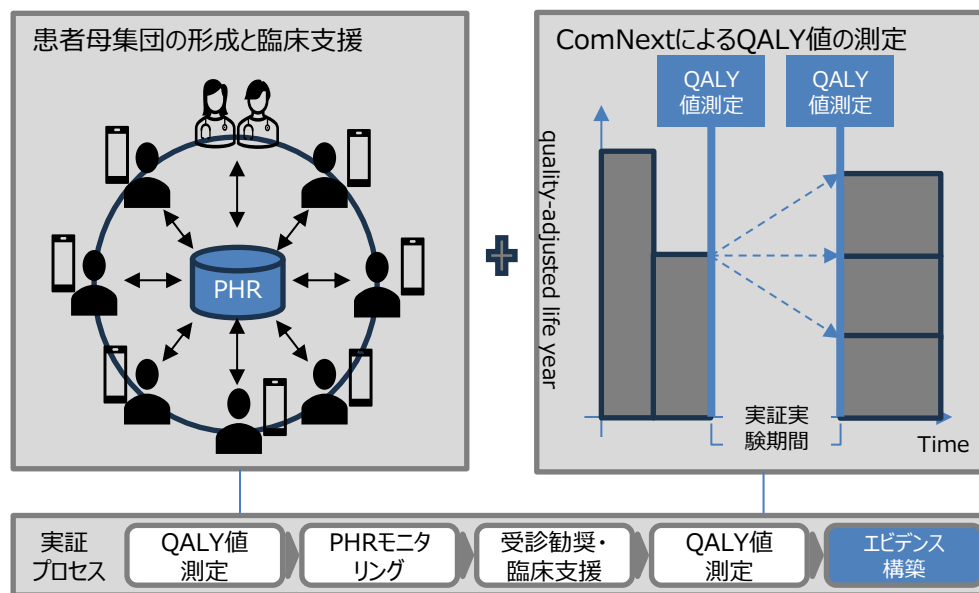 患者母集団の形成と臨床支援
PHR
ComNextによるQALY値の測定
QALY
値測定
QALY
値測定
quality-adjusted life year
実証実
験期間
Time
実証
プロセス
QALY値
測定
PHRモニタ
リング
受診勧奨・
臨床支援
QALY値
測定
エビデンス
構築